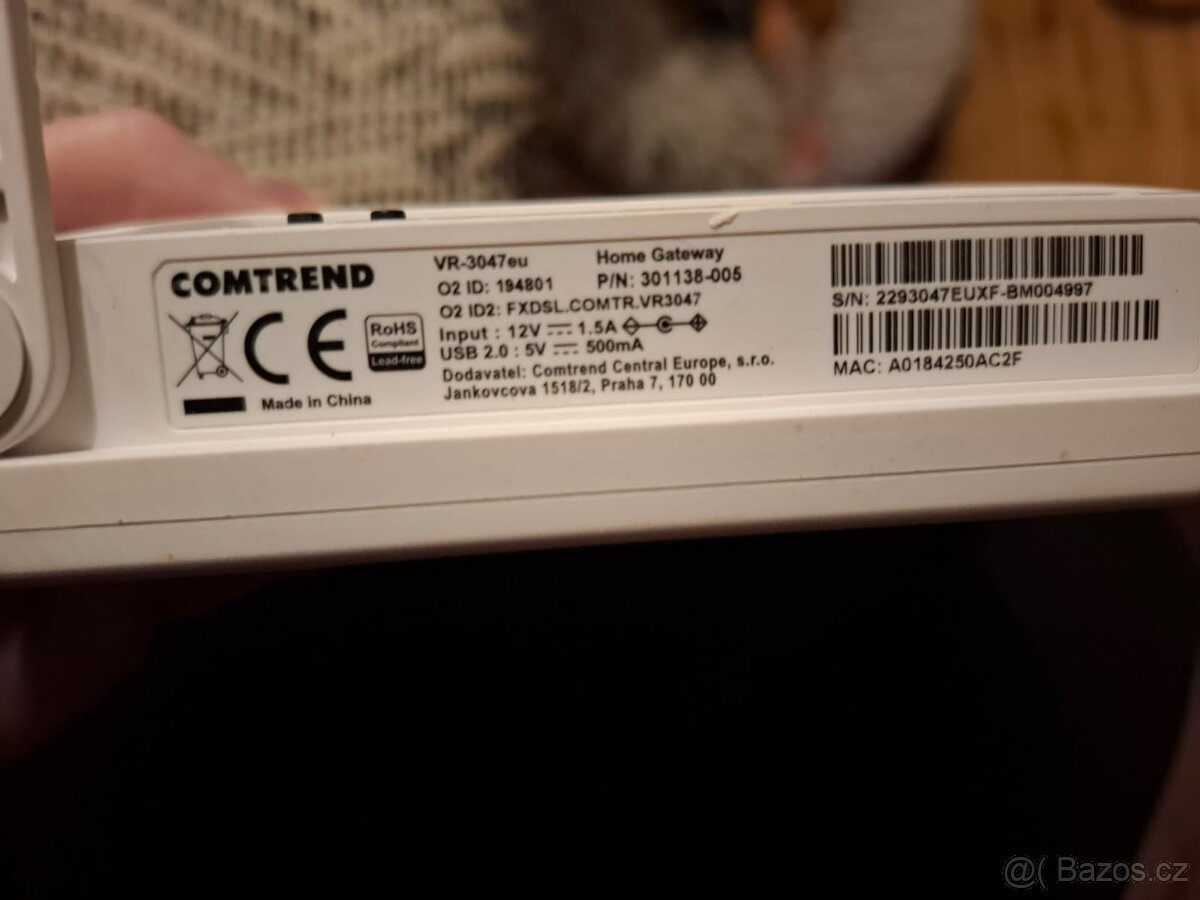 COMTREND
VR-3047eu Home Gateway
O2 ID: 194801 P/N: 301138-005
O2 ID2: FXDSL.COMTR.VR3047
Input : 12V 1.5A
USB 2.0 : 5V 500mA
Dodavatel: Comtrend Central Europe, s.r.o.
Jankovcova 1518/2, Praha 7, 170 00
CE
RoHS
Compliant
Lead-free
Made in China
S/N: 2293047EUXF-BM004997
MAC: A0184250AC2F
@( Bazos.cz